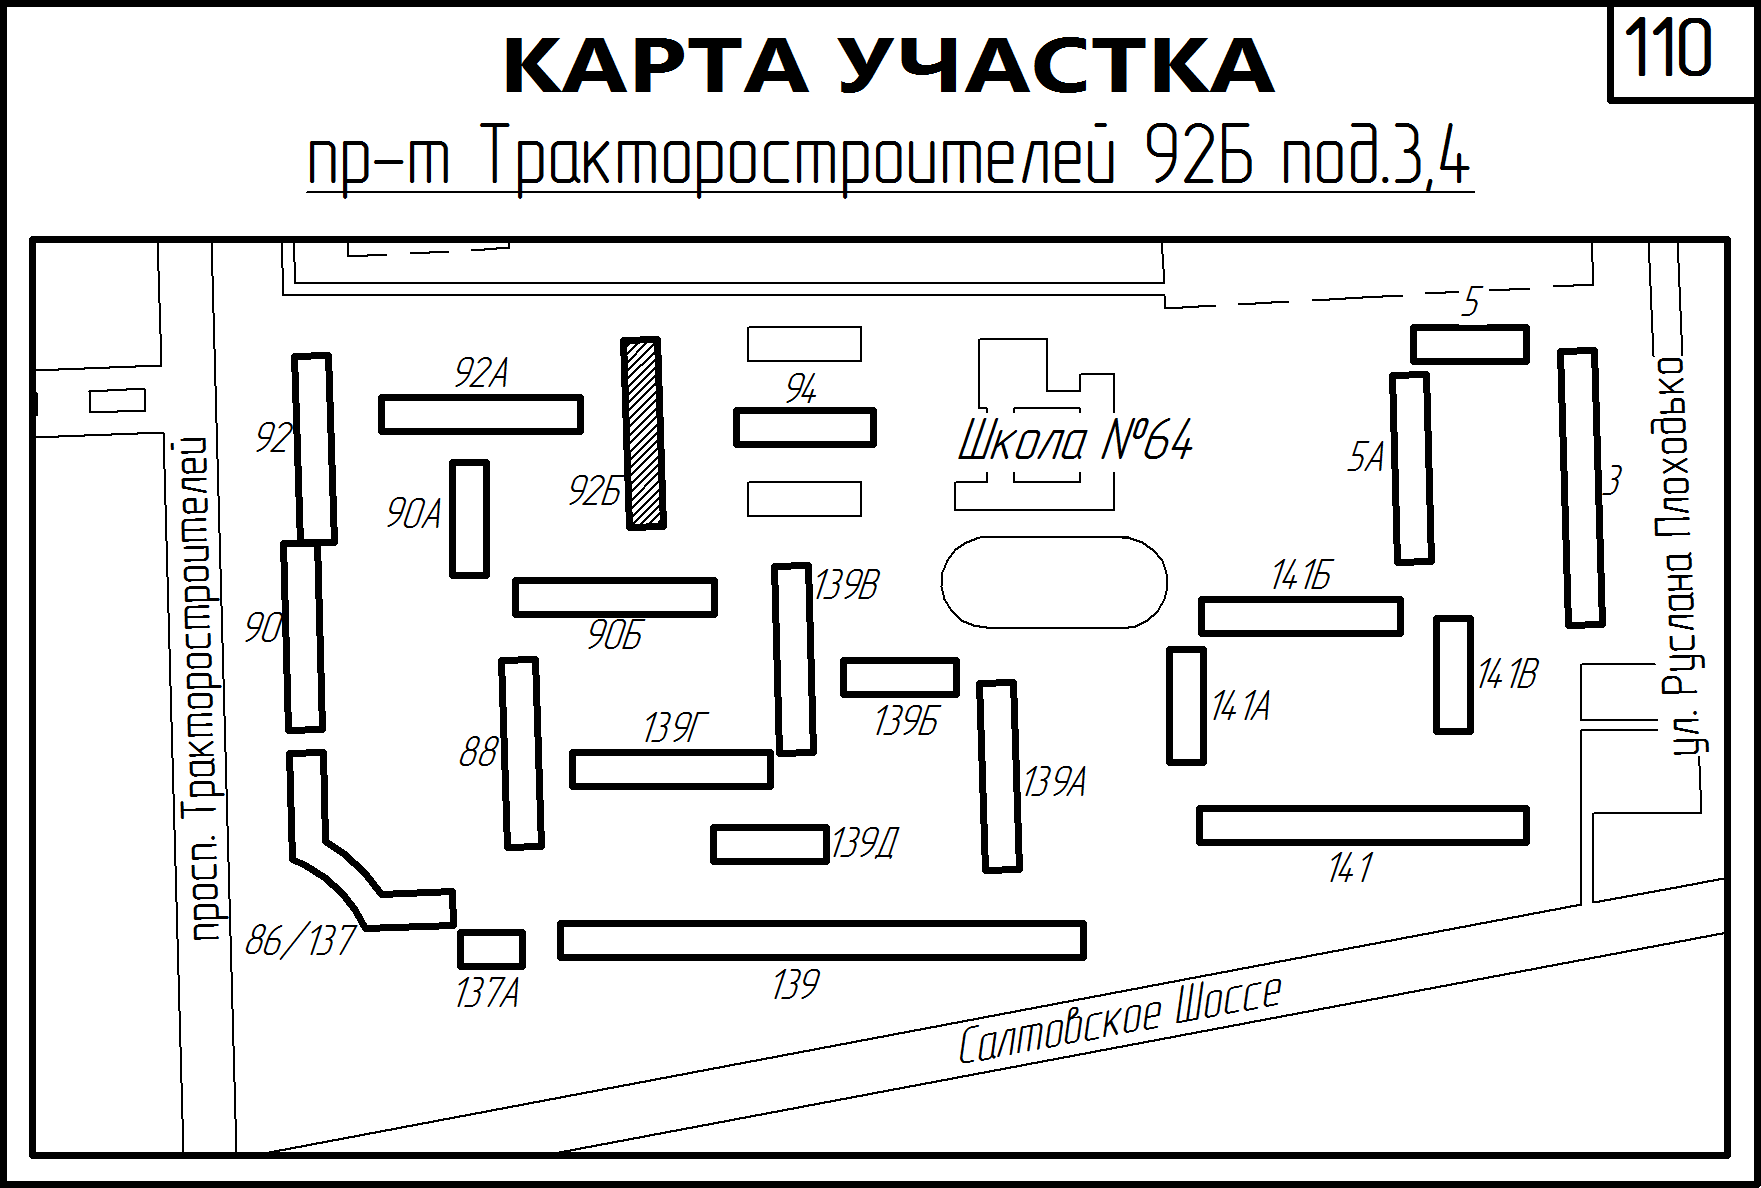 КАРТА УЧАСТКА
110
пр-т Тракторостроителей 92Б под.3,4
5
92А
94
92
Школа №64
5А
3
92Б
90А
просп. Тракторостроителей
ул. Руслана Плоходько
139В
141Б
90
90Б
141В
139Б
141А
139Г
88
139А
139Д
141
86/137
137А
139
Салтовское Шоссе